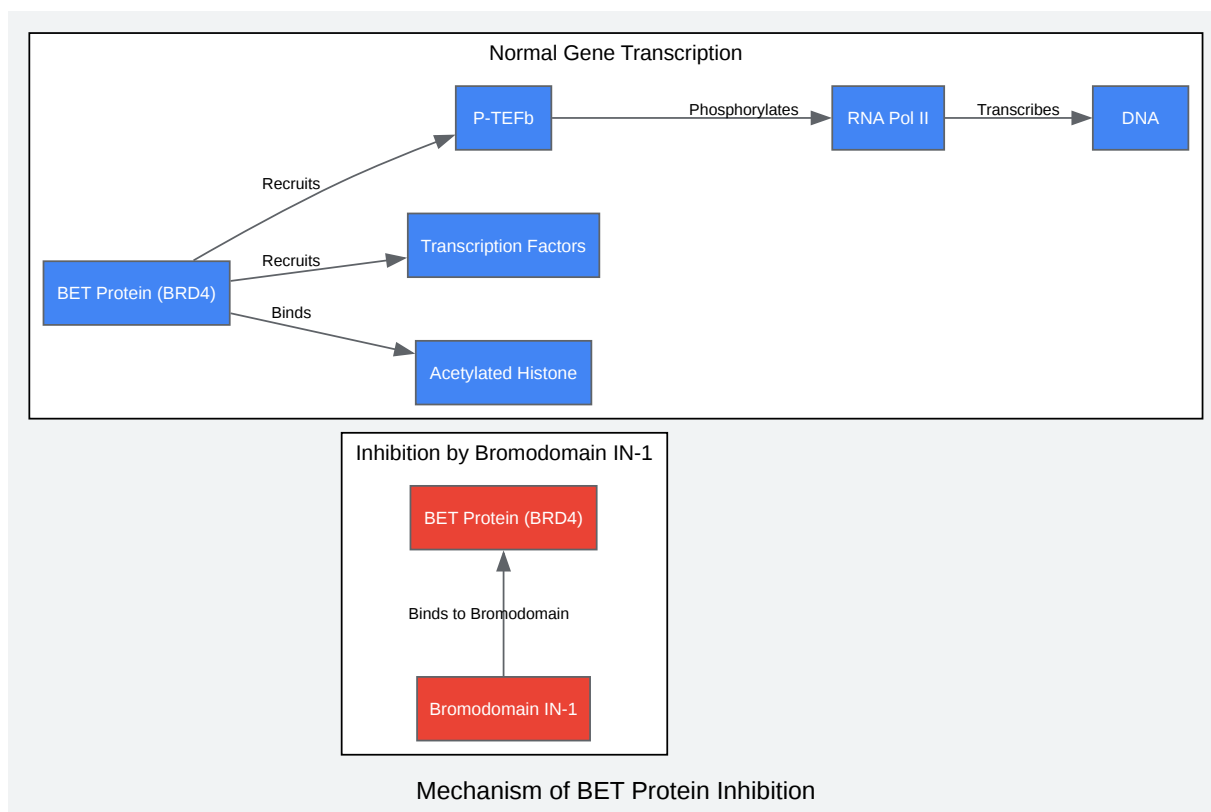 Normal Gene Transcription
P-TEFb
Phosphorylates
RNA Pol II
Transcribes
DNA
Recruits
Transcription Factors
Recruits
BET Protein (BRD4)
Binds
Acetylated Histone
Inhibition by Bromodomain IN-1
BET Protein (BRD4)
Binds to Bromodomain
Bromodomain IN-1
Mechanism of BET Protein Inhibition